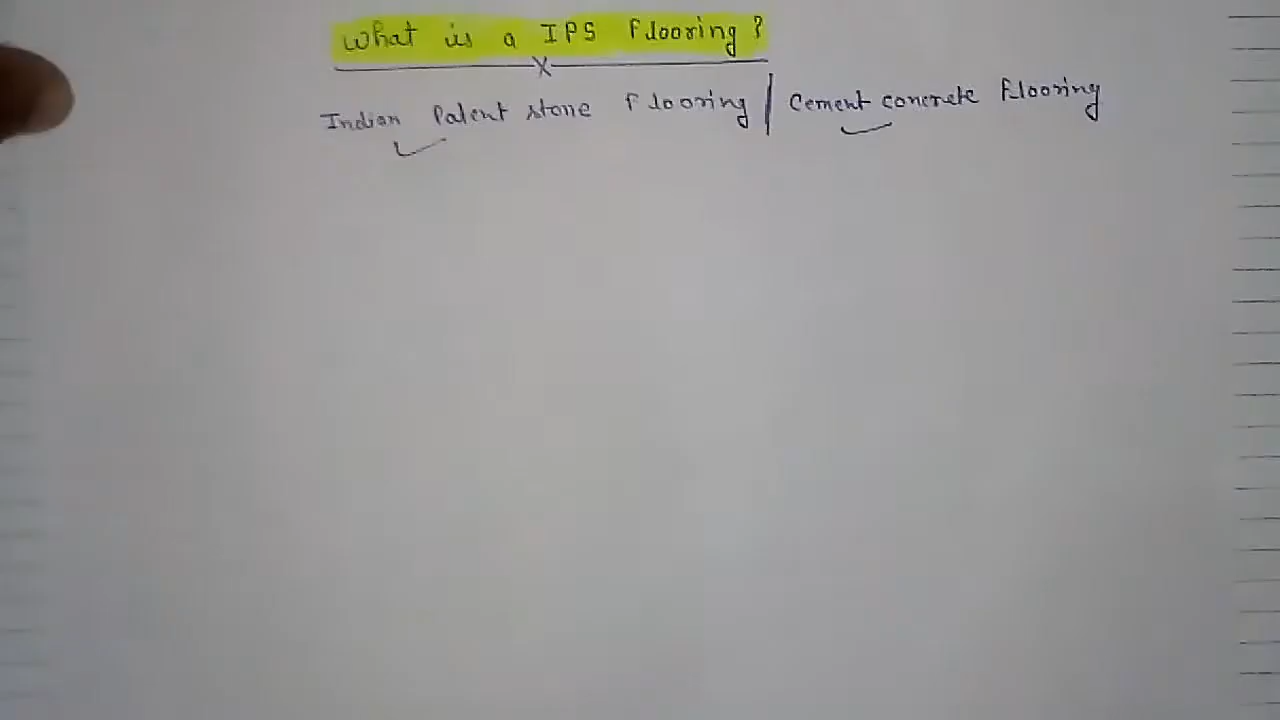 What is a IPS flooring?
Indian Patent stone flooring / Cement concrete flooring